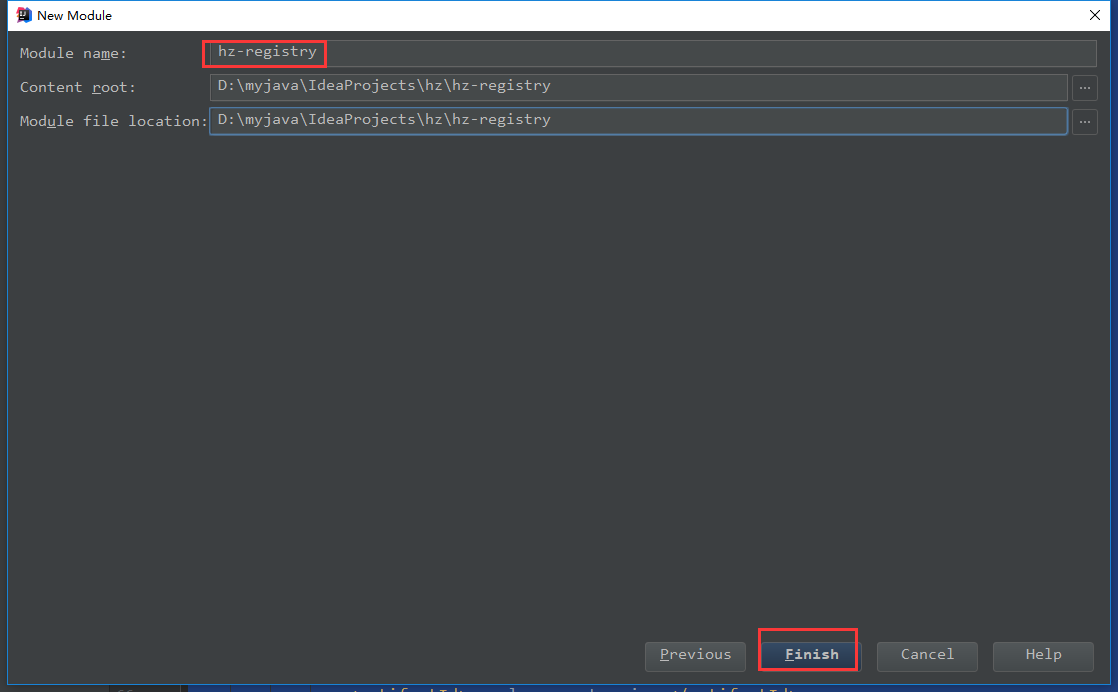 New Module
Module name: hz-registry
Content root: D:\myjava\IdeaProjects\hz\hz-registry ...
Module file location: D:\myjava\IdeaProjects\hz\hz-registry ...
Previous Finish Cancel Help